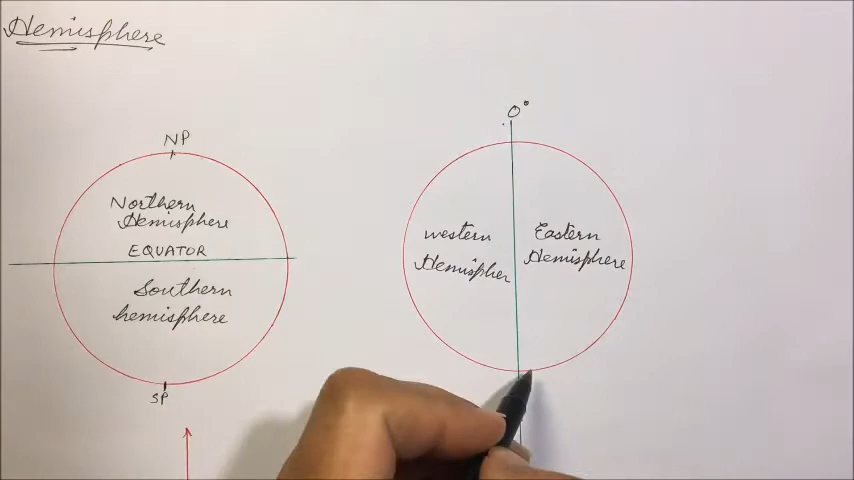 Hemisphere
NP
Northern
Hemisphere
EQUATOR
Southern
hemisphere
SP
0°
western
Hemispher
Eastern
Hemisphere